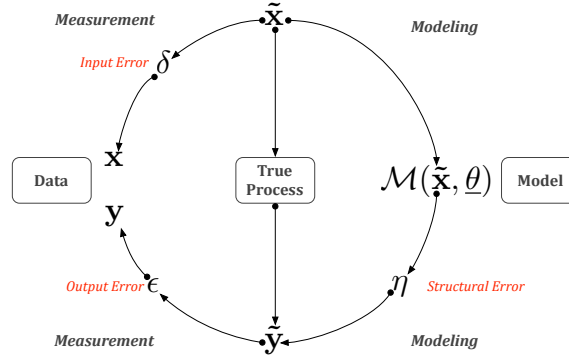 Measurement
x̃
Modeling
Input Error
δ
x
Data
True
Process
ℳ(x̃, θ̲)
Model
y
Output Error
ϵ
η
Structural Error
Measurement
ỹ
Modeling